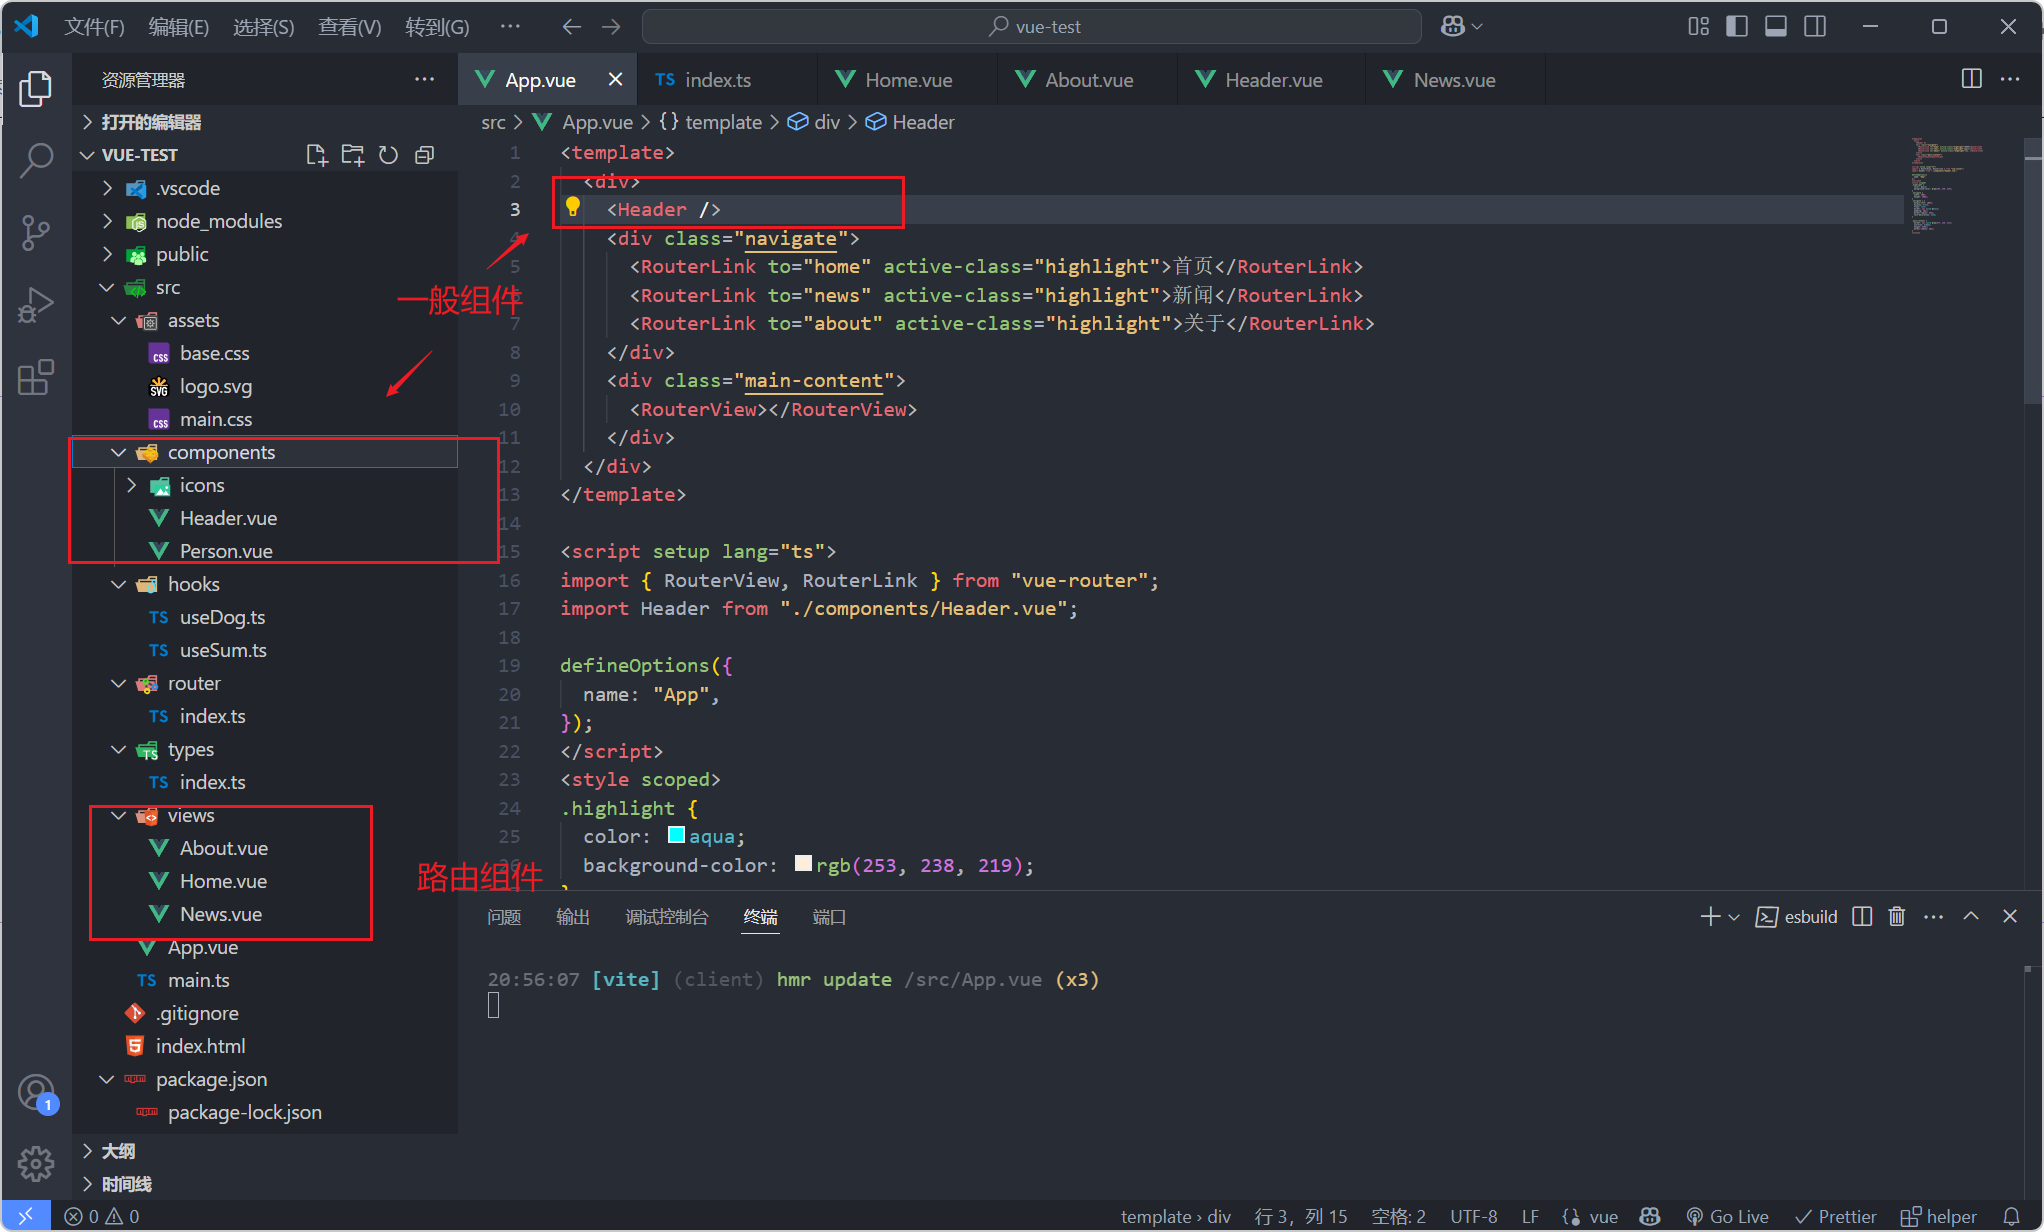 文件(F) 编辑(E) 选择(S) 查看(V) 转到(G) ··· vue-test
资源管理器 ···
App.vue TS index.ts Home.vue About.vue Header.vue News.vue ···
打开的编辑器
VUE-TEST
.vscode
node_modules
public
src
assets
base.css
logo.svg
main.css
components
icons
Header.vue
Person.vue
hooks
TS useDog.ts
TS useSum.ts
router
TS index.ts
types
TS index.ts
views
About.vue
Home.vue
News.vue
App.vue
TS main.ts
.gitignore
index.html
package.json
package-lock.json
大纲
时间线
1
一般组件
路由组件
src > App.vue > {} template > div > Header
1 <template>
2 <div>
3 <Header />
4 <div class="navigate">
5 <RouterLink to="home" active-class="highlight">首页</RouterLink>
<RouterLink to="news" active-class="highlight">新闻</RouterLink>
7 <RouterLink to="about" active-class="highlight">关于</RouterLink>
8 </div>
9 <div class="main-content">
10 <RouterView></RouterView>
11 </div>
12 </div>
13 </template>
14
15 <script setup lang="ts">
16 import { RouterView, RouterLink } from "vue-router";
17 import Header from "./components/Header.vue";
18
19 defineOptions({
20 name: "App",
21 });
22 </script>
23 <style scoped>
24 .highlight {
25 color: aqua;
26 background-color: rgb(253, 238, 219);
问题 输出 调试控制台 终端 端口 esbuild ···
20:56:07 [vite] (client) hmr update /src/App.vue (x3)
0 0 template › div 行 3，列 15 空格: 2 UTF-8 LF vue Go Live Prettier helper